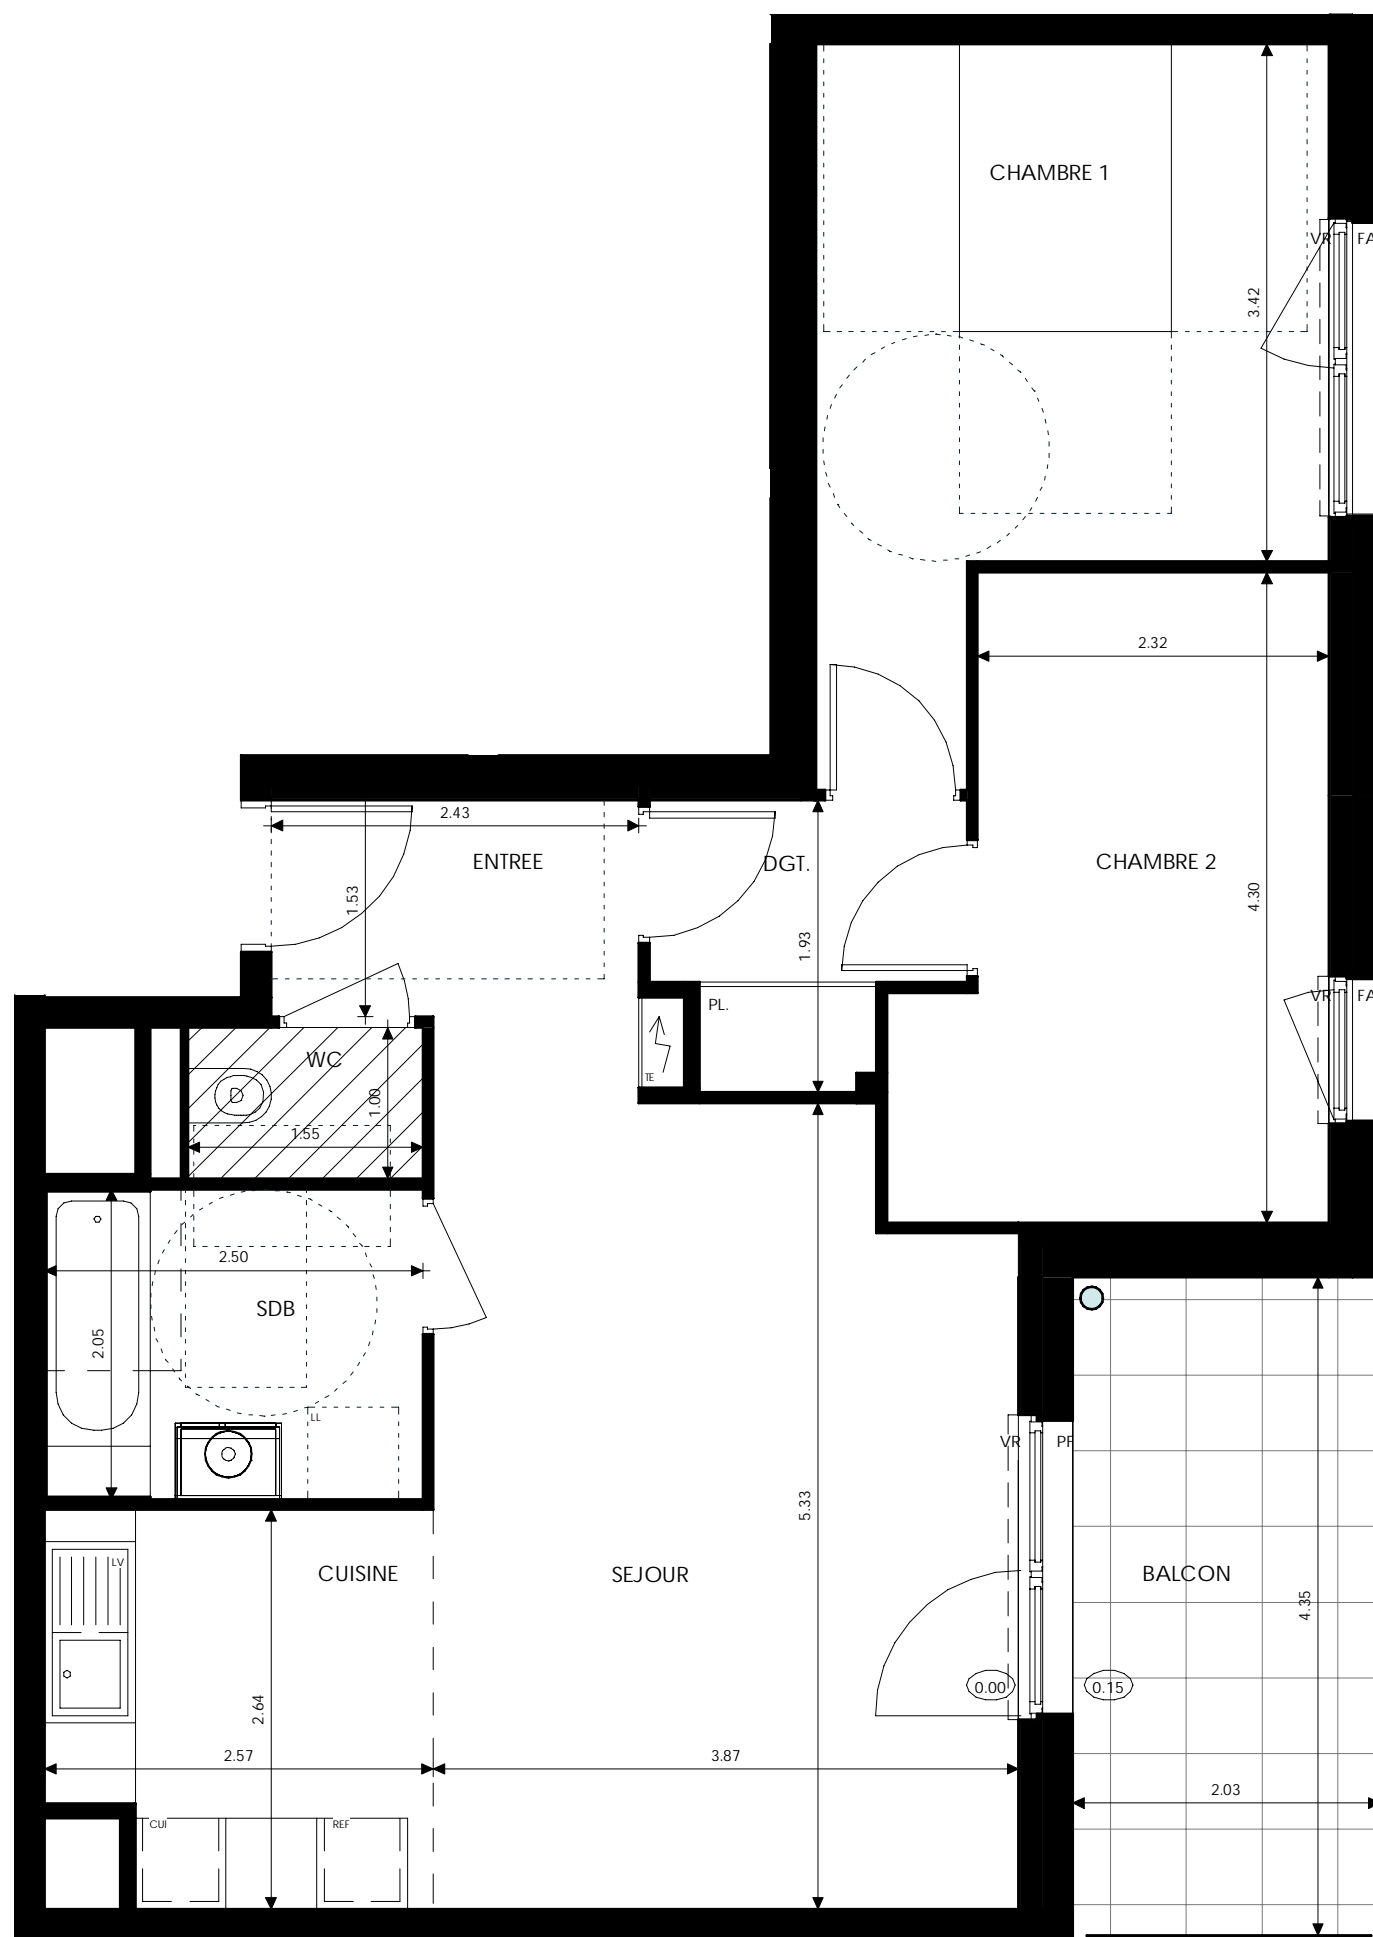 CHAMBRE 1
VR
FA
3.42
2.32
2.43
ENTREE
DGT.
CHAMBRE 2
1.53
4.30
1.93
VR
FA
PL.
WC
TE
1.00
1.55
2.50
SDB
2.05
LL
VR
PF
5.33
LV
CUISINE
SEJOUR
BALCON
4.35
0.00
0.15
2.64
2.57
3.87
2.03
CUI
REF